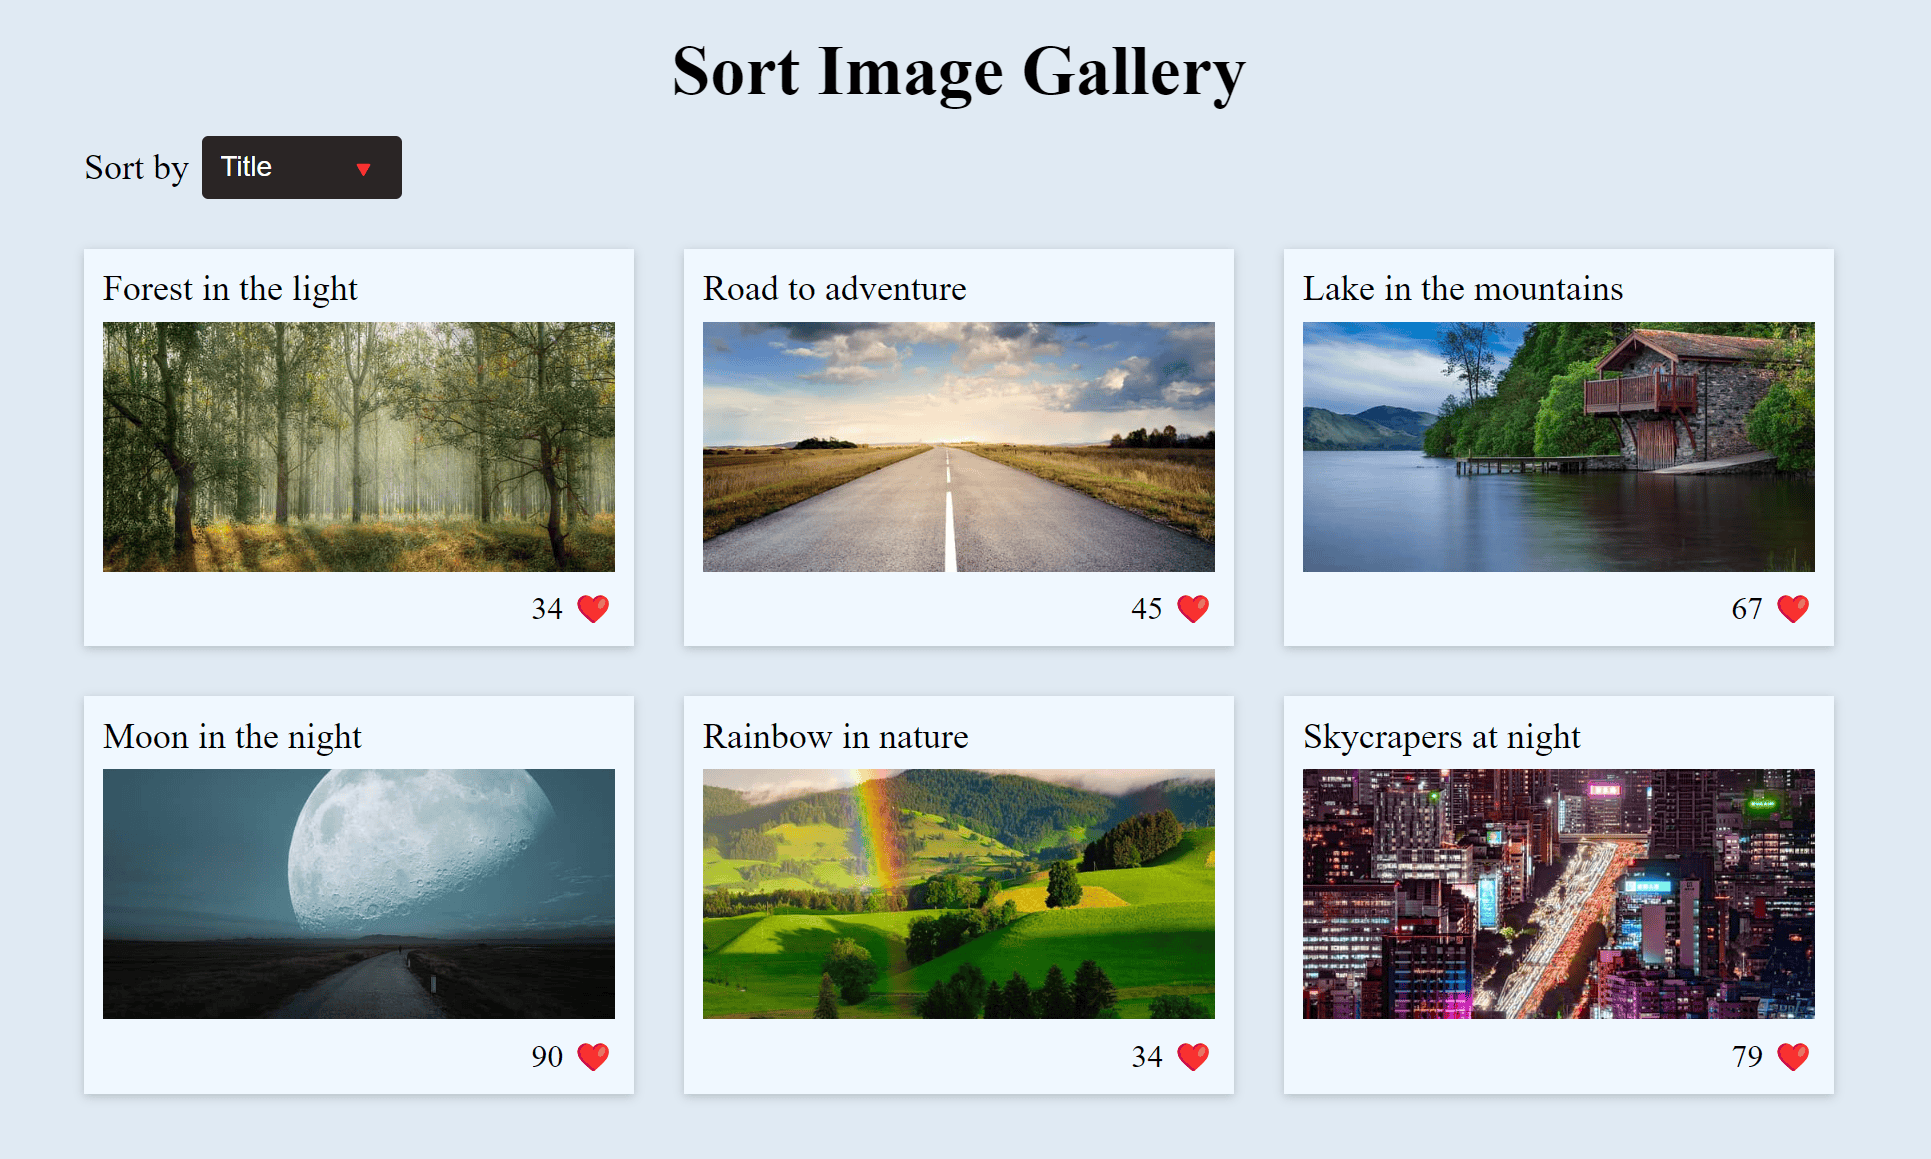 Sort Image Gallery
Sort by Title
Forest in the light
Road to adventure
Lake in the mountains
34
45
67
Moon in the night
Rainbow in nature
Skycrapers at night
90
34
79